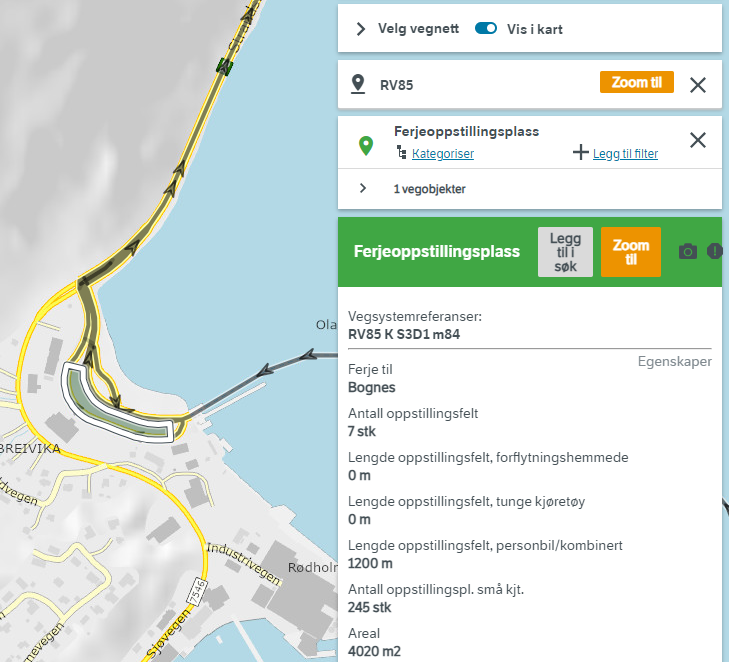 Velg vegnett
Vis i kart
RV85
Zoom til
Ferjeoppstillingsplass
Kategoriser
Legg til filter
1 vegobjekter
Ferjeoppstillingsplass
Legg
til i
søk
Zoom
til
Vegsystemreferanser:
RV85 K S3D1 m84
Egenskaper
Ferje til
Bognes
Antall oppstillingsfelt
7 stk
Lengde oppstillingsfelt, forflytningshemmede
0 m
Lengde oppstillingsfelt, tunge kjøretøy
0 m
Lengde oppstillingsfelt, personbil/kombinert
1200 m
Antall oppstillingspl. små kjt.
245 stk
Areal
4020 m2
Ola
BREIVIKA
Industrivegen
Rødholm
7546
Sjøvegen